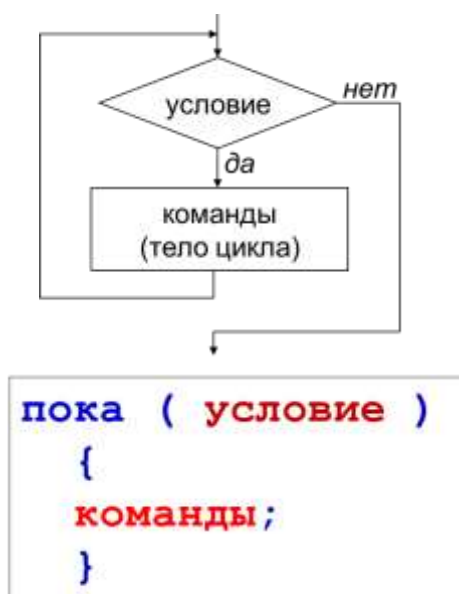 условие
нет
да
команды
(тело цикла)
пока ( условие )
{
команды;
}